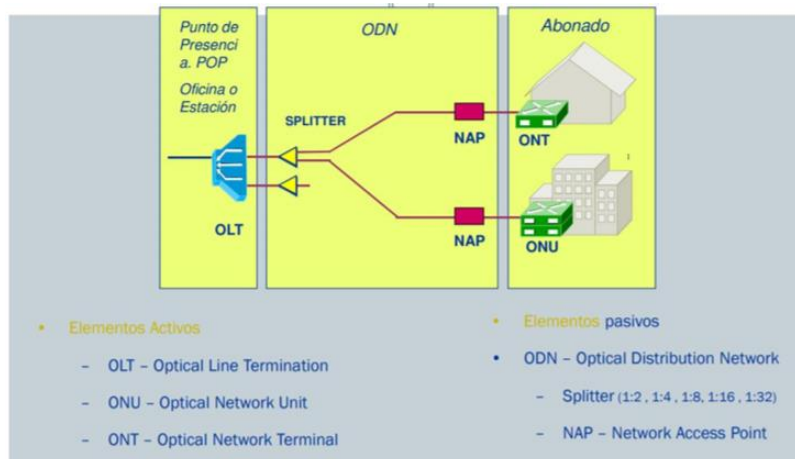 Punto de
Presenci
a. POP
Oficina o
Estación
ODN
Abonado
SPLITTER
NAP
ONT
OLT
NAP
ONU
• Elementos Activos
– OLT – Optical Line Termination
– ONU – Optical Network Unit
– ONT – Optical Network Terminal
• Elementos pasivos
• ODN – Optical Distribution Network
– Splitter (1:2 , 1:4 , 1:8, 1:16 , 1:32)
– NAP – Network Access Point